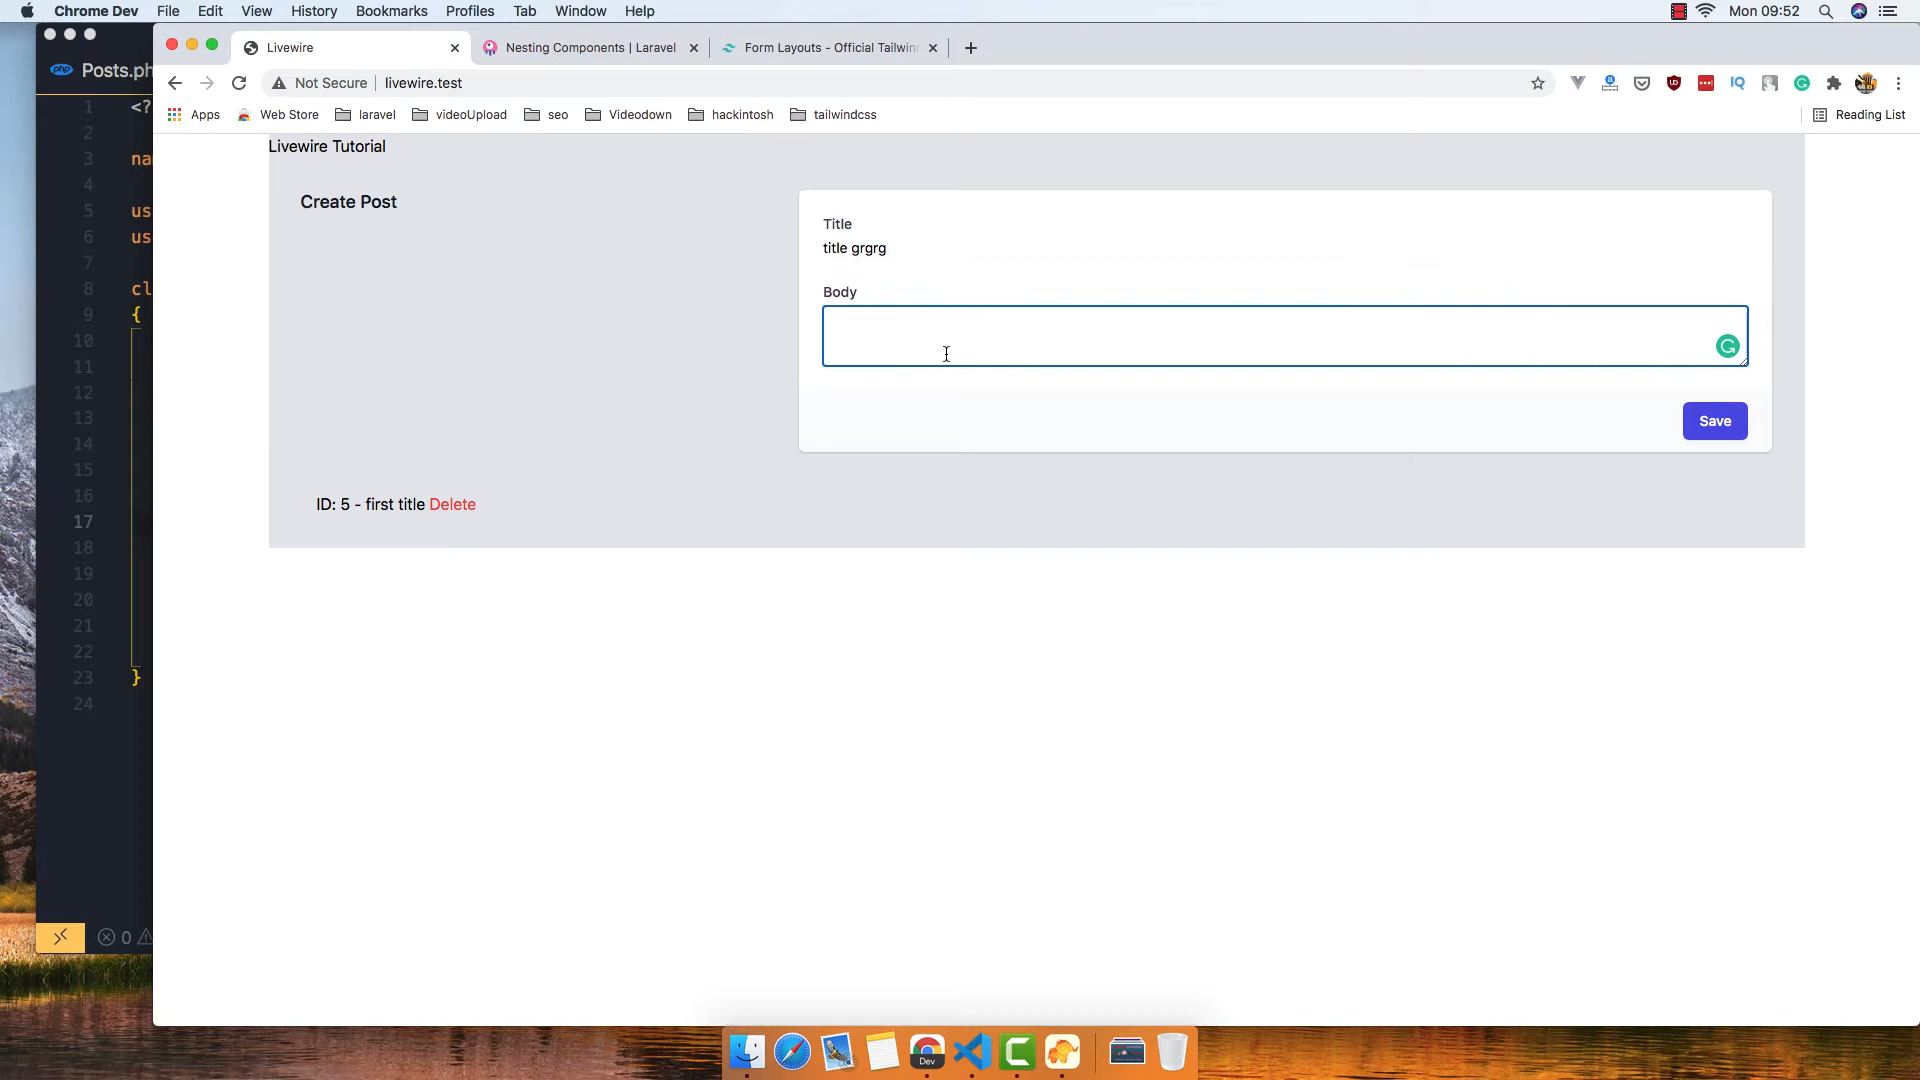 Chrome Dev File Edit View History Bookmarks Profiles Tab Window Help Mon 09:52
Livewire Nesting Components | Laravel Form Layouts - Official Tailwin
Posts.ph
Not Secure livewire.test
Apps Web Store laravel videoUpload seo Videodown hackintosh tailwindcss Reading List
1 <?
2
3 na
4
5 us
6 us
7
8 cl
9 {
10
11
12
13
14
15
16
17
18
19
20
21
22
23 }
24
0
Livewire Tutorial
Create Post
Title
title grgrg
Body
Save
ID: 5 - first title Delete
Dev